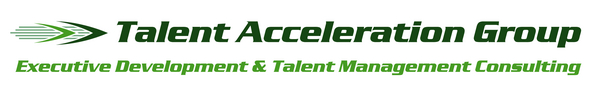 Talent Acceleration Group
Executive Development & Talent Management Consulting